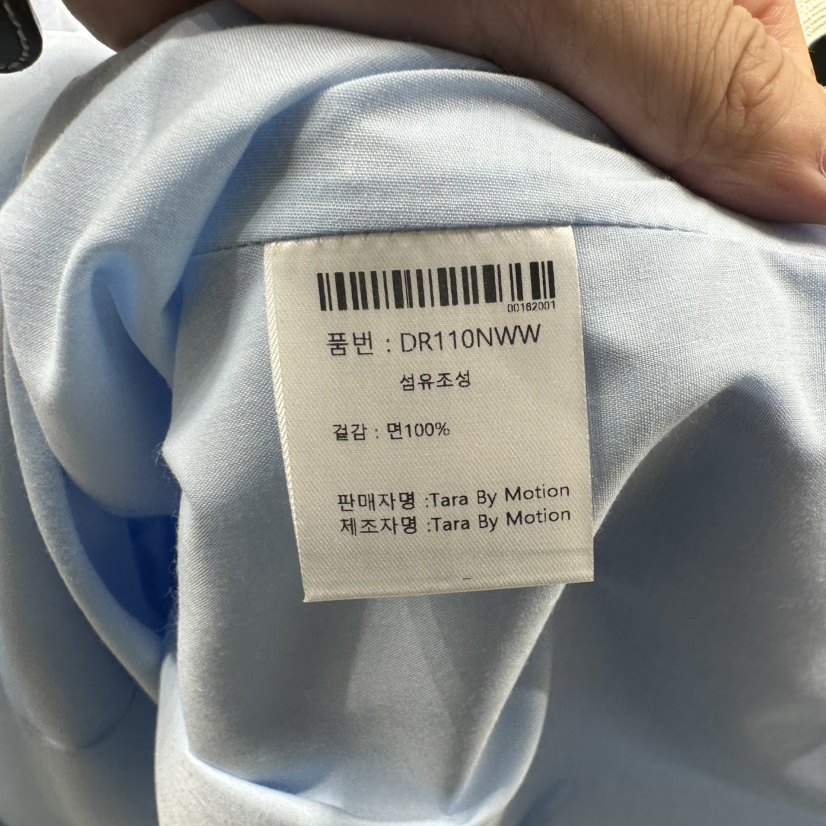 00162001
품번 : DR110NWW
섬유조성
겉감 : 면100%
판매자명 :Tara By Motion
제조자명 :Tara By Motion